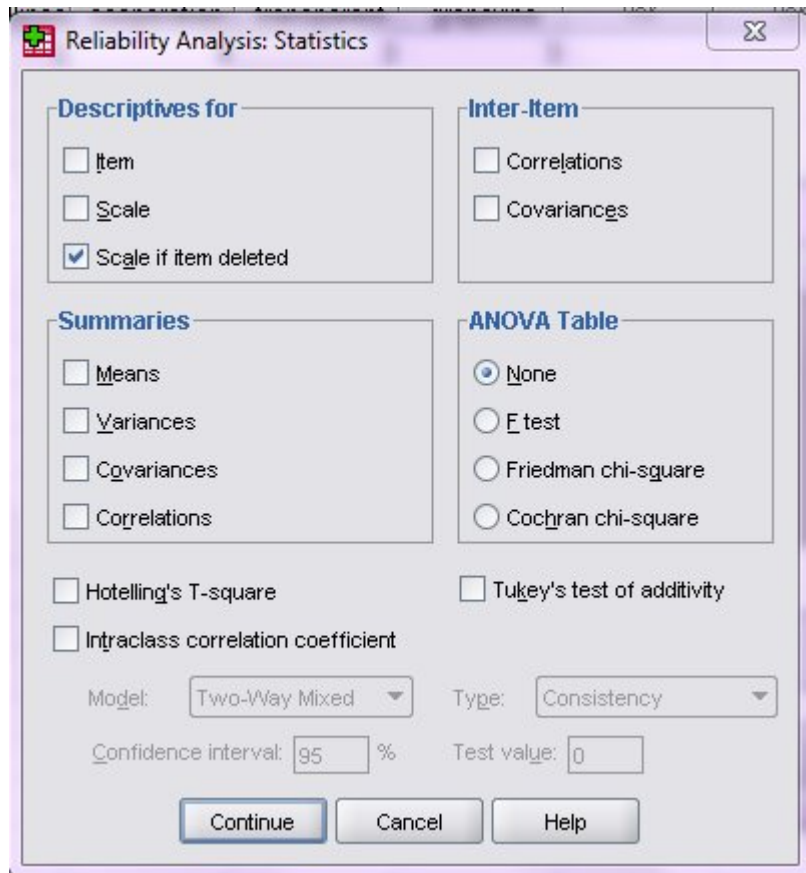 Reliability Analysis: Statistics
Descriptives for
Item
Scale
Scale if item deleted
Inter-Item
Correlations
Covariances
Summaries
Means
Variances
Covariances
Correlations
ANOVA Table
None
F test
Friedman chi-square
Cochran chi-square
Hotelling's T-square
Tukey's test of additivity
Intraclass correlation coefficient
Model: Two-Way Mixed Type: Consistency
Confidence interval: 95 % Test value: 0
Continue Cancel Help